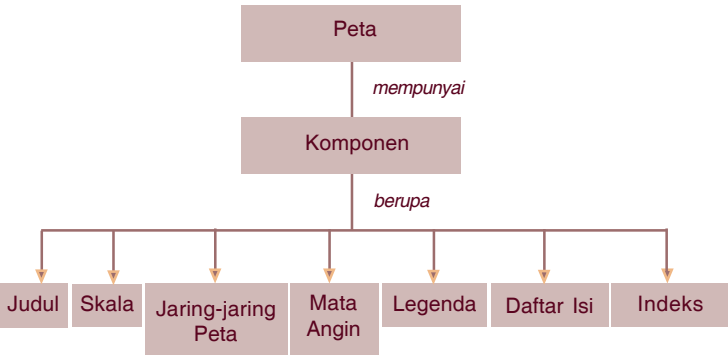 Peta
mempunyai
Komponen
berupa
Judul
Skala
Jaring-jaring
Peta
Mata
Angin
Legenda
Daftar Isi
Indeks